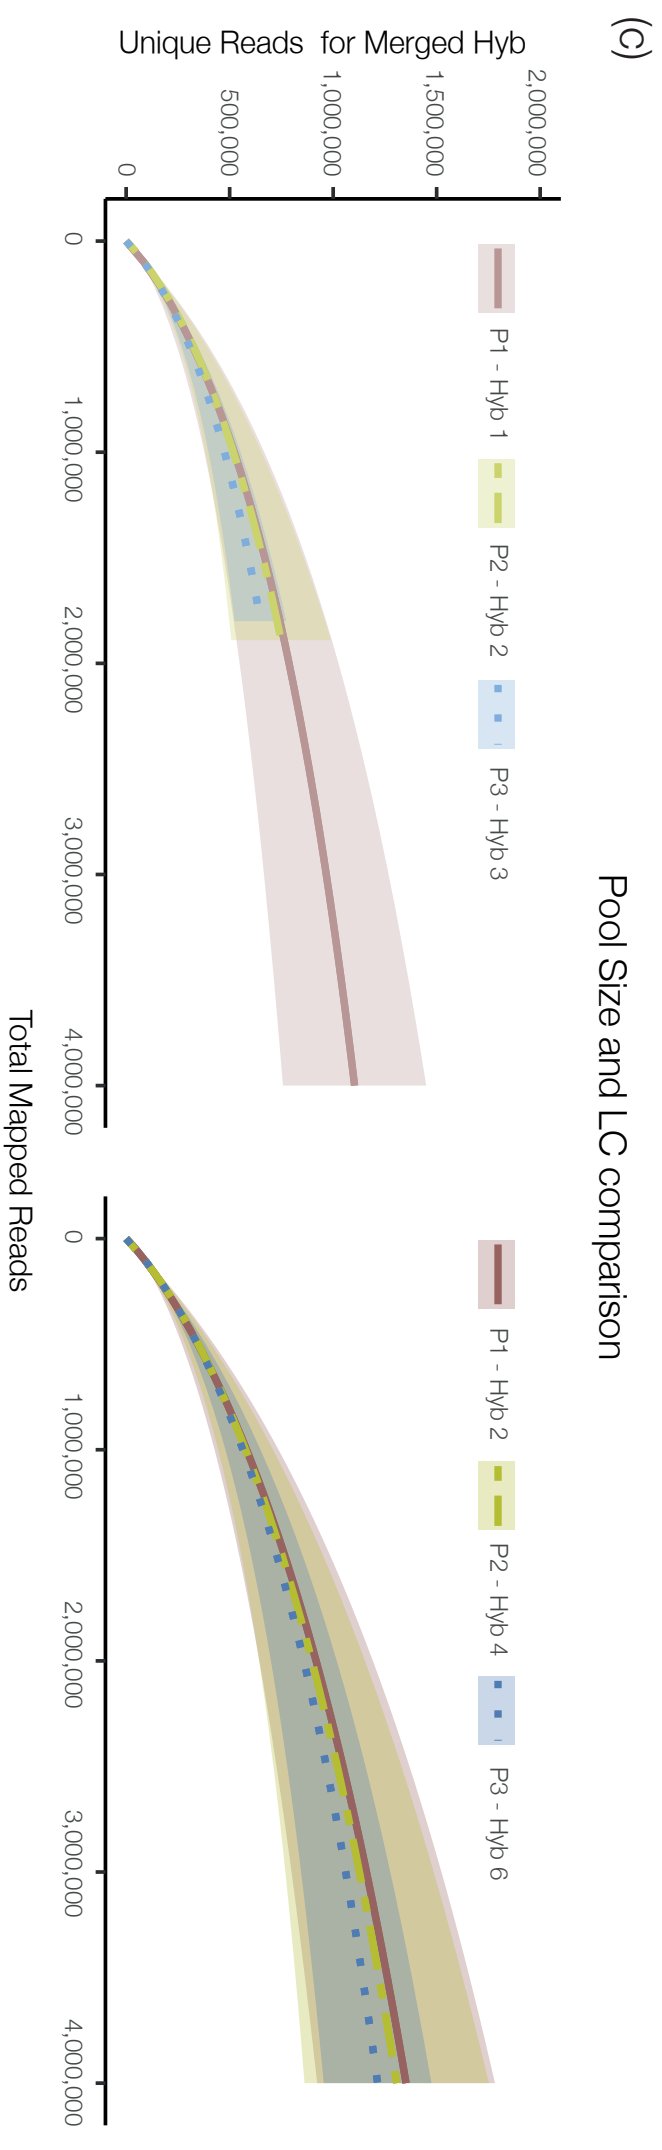 (c)
Pool Size and LC comparison
P1 - Hyb 1
P2 - Hyb 2
P3 - Hyb 3
P1 - Hyb 2
P2 - Hyb 4
P3 - Hyb 6
Unique Reads for Merged Hyb
2,000,000
1,500,000
1,000,000
500,000
0
0
1,000,000
2,000,000
3,000,000
4,000,000
0
1,000,000
2,000,000
3,000,000
4,000,000
Total Mapped Reads